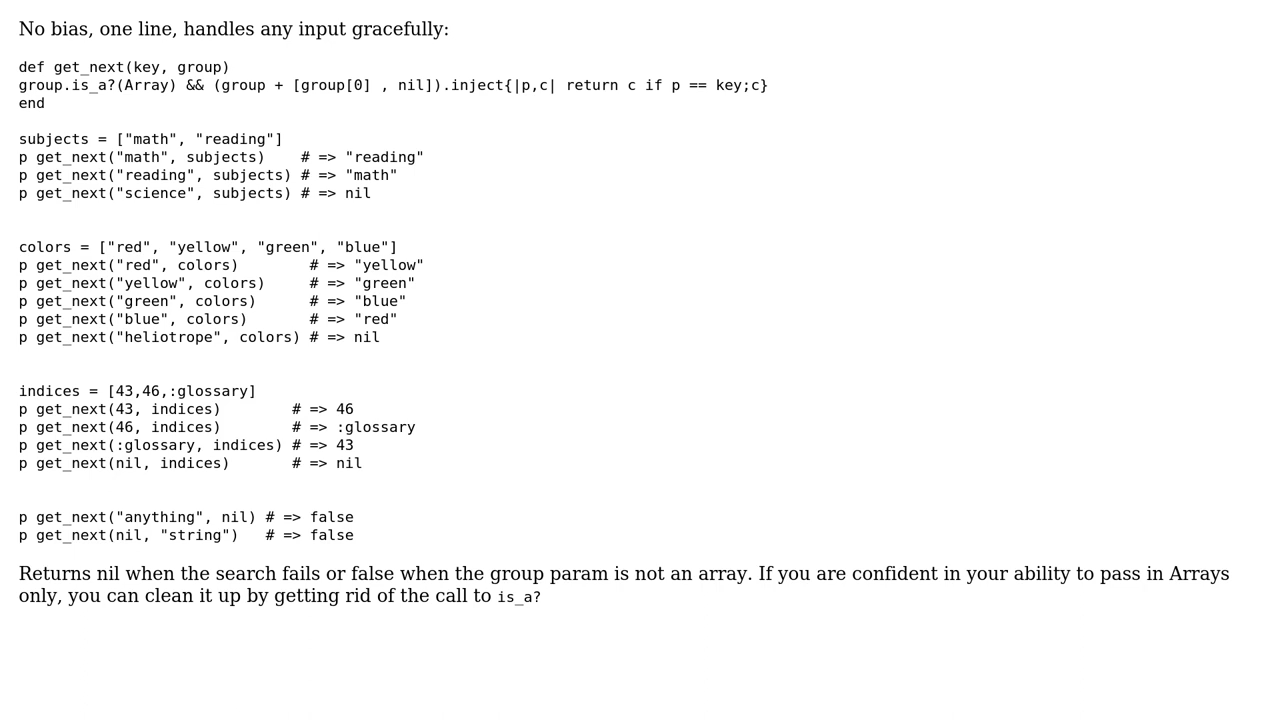 No bias, one line, handles any input gracefully:
def get_next(key, group)
group.is_a?(Array) && (group + [group[0] , nil]).inject{|p,c| return c if p == key;c}
end
subjects = ["math", "reading"]
p get_next("math", subjects)    # => "reading"
p get_next("reading", subjects) # => "math"
p get_next("science", subjects) # => nil
colors = ["red", "yellow", "green", "blue"]
p get_next("red", colors)        # => "yellow"
p get_next("yellow", colors)     # => "green"
p get_next("green", colors)      # => "blue"
p get_next("blue", colors)       # => "red"
p get_next("heliotrope", colors) # => nil
indices = [43,46,:glossary]
p get_next(43, indices)        # => 46
p get_next(46, indices)        # => :glossary
p get_next(:glossary, indices) # => 43
p get_next(nil, indices)       # => nil
p get_next("anything", nil) # => false
p get_next(nil, "string")   # => false
Returns nil when the search fails or false when the group param is not an array. If you are confident in your ability to pass in Arrays
only, you can clean it up by getting rid of the call to is_a?